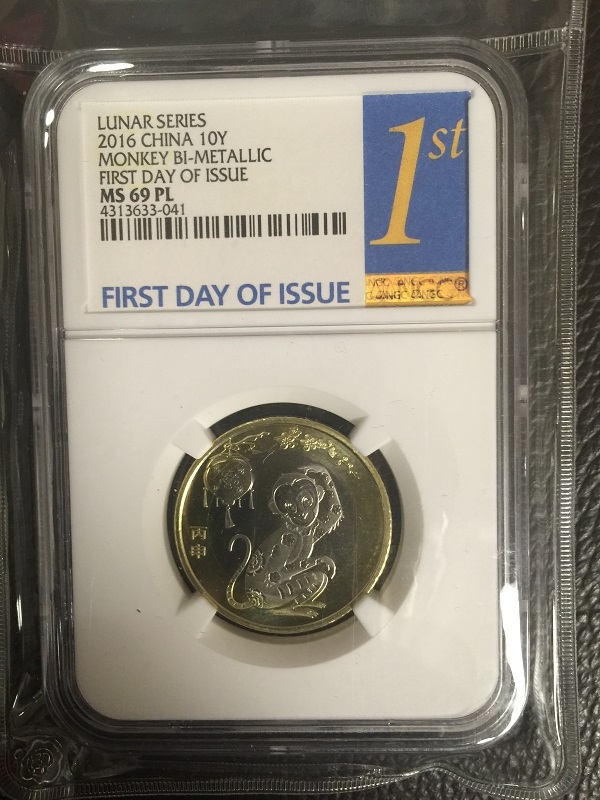 LUNAR SERIES
2016 CHINA 10Y
MONKEY BI-METALLIC
FIRST DAY OF ISSUE
MS 69 PL
4313633-041
FIRST DAY OF ISSUE
1st
丙申